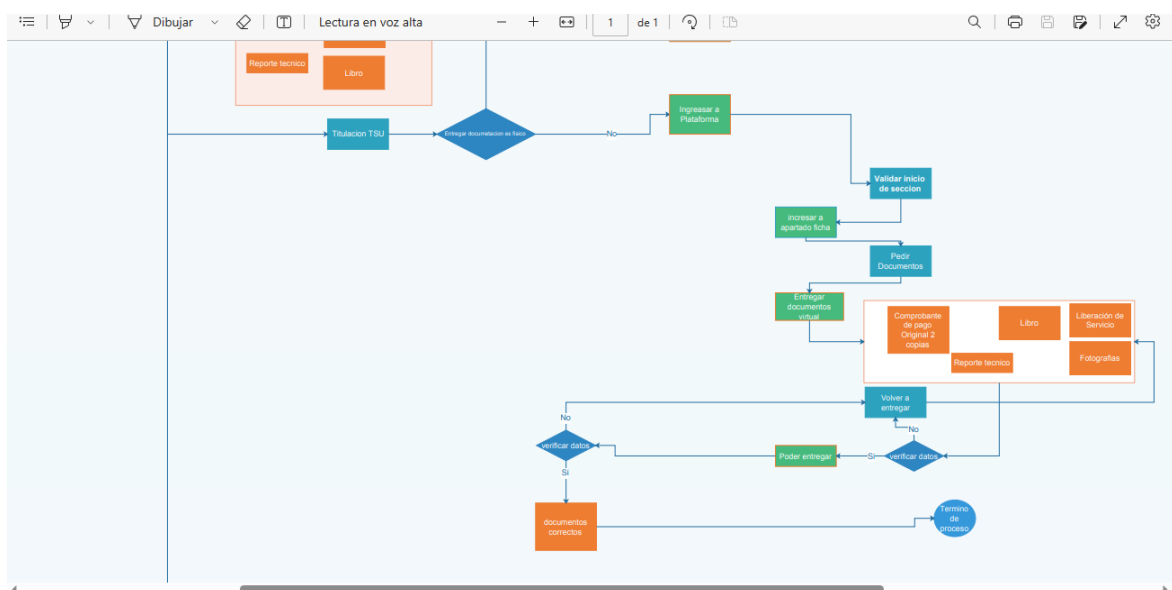 Dibujar
Lectura en voz alta
1
de 1
Reporte tecnico
Libro
Titulacion TSU
Entregar documetacion es fisico
No
Ingreasar a
Plataforma
Validar inicio
de seccion
incresar a
apartado ficha
Pedir
Documentos
Entregar
documentos
virtual
Comprobante
de pago
Original 2
copias
Libro
Liberación de
Servicio
Reporte tecnico
Fotografias
Volver a
entregar
No
No
verificar datos
Poder entregar
Si
verificar datos
Si
documentos
correctos
Termino
de
proceso